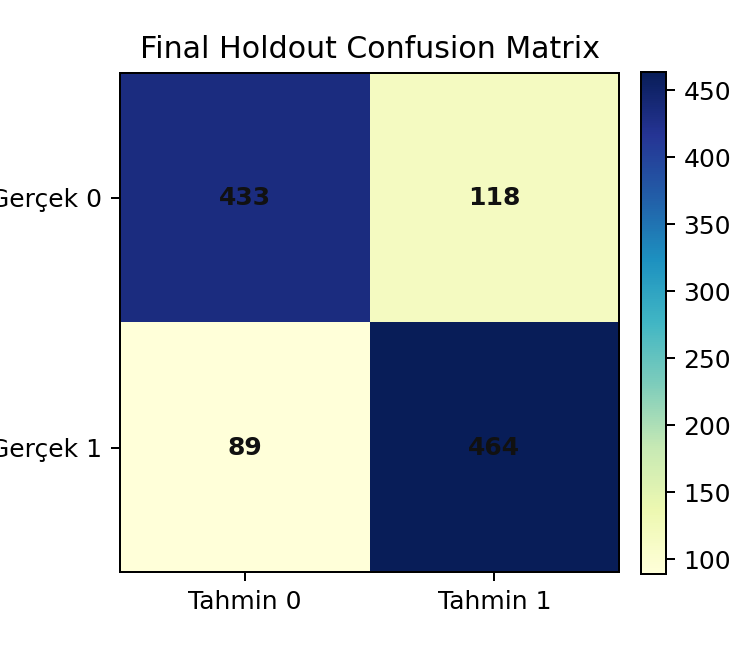 Final Holdout Confusion Matrix
Gerçek 0
433
118
Gerçek 1
89
464
Tahmin 0
Tahmin 1
450
400
350
300
250
200
150
100